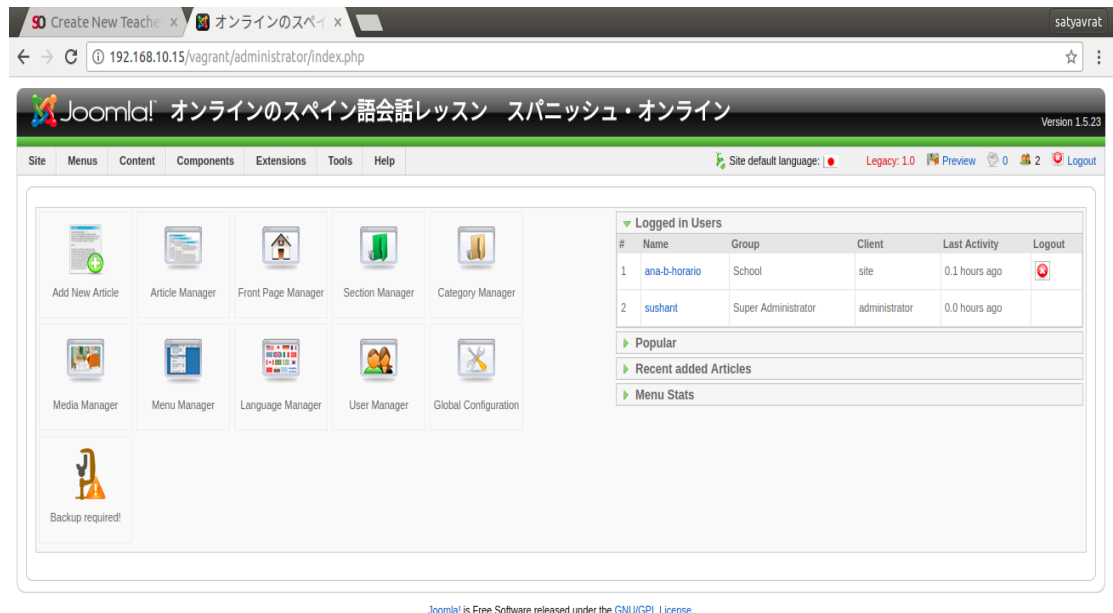 SO Create New Teache
オンラインのスペイ
satyavrat
192.168.10.15/vagrant/administrator/index.php
Joomla! オンラインのスペイン語会話レッスン スパニッシュ・オンライン
Version 1.5.23
Site Menus Content Components Extensions Tools Help
Site default language: Legacy: 1.0 Preview 0 2 Logout
Add New Article Article Manager Front Page Manager Section Manager Category Manager
Media Manager Menu Manager Language Manager User Manager Global Configuration
Backup required!
Logged in Users
# Name Group Client Last Activity Logout
1 ana-b-horario School site 0.1 hours ago
2 sushant Super Administrator administrator 0.0 hours ago
Popular
Recent added Articles
Menu Stats
Joomla! is Free Software released under the GNU/GPL License.